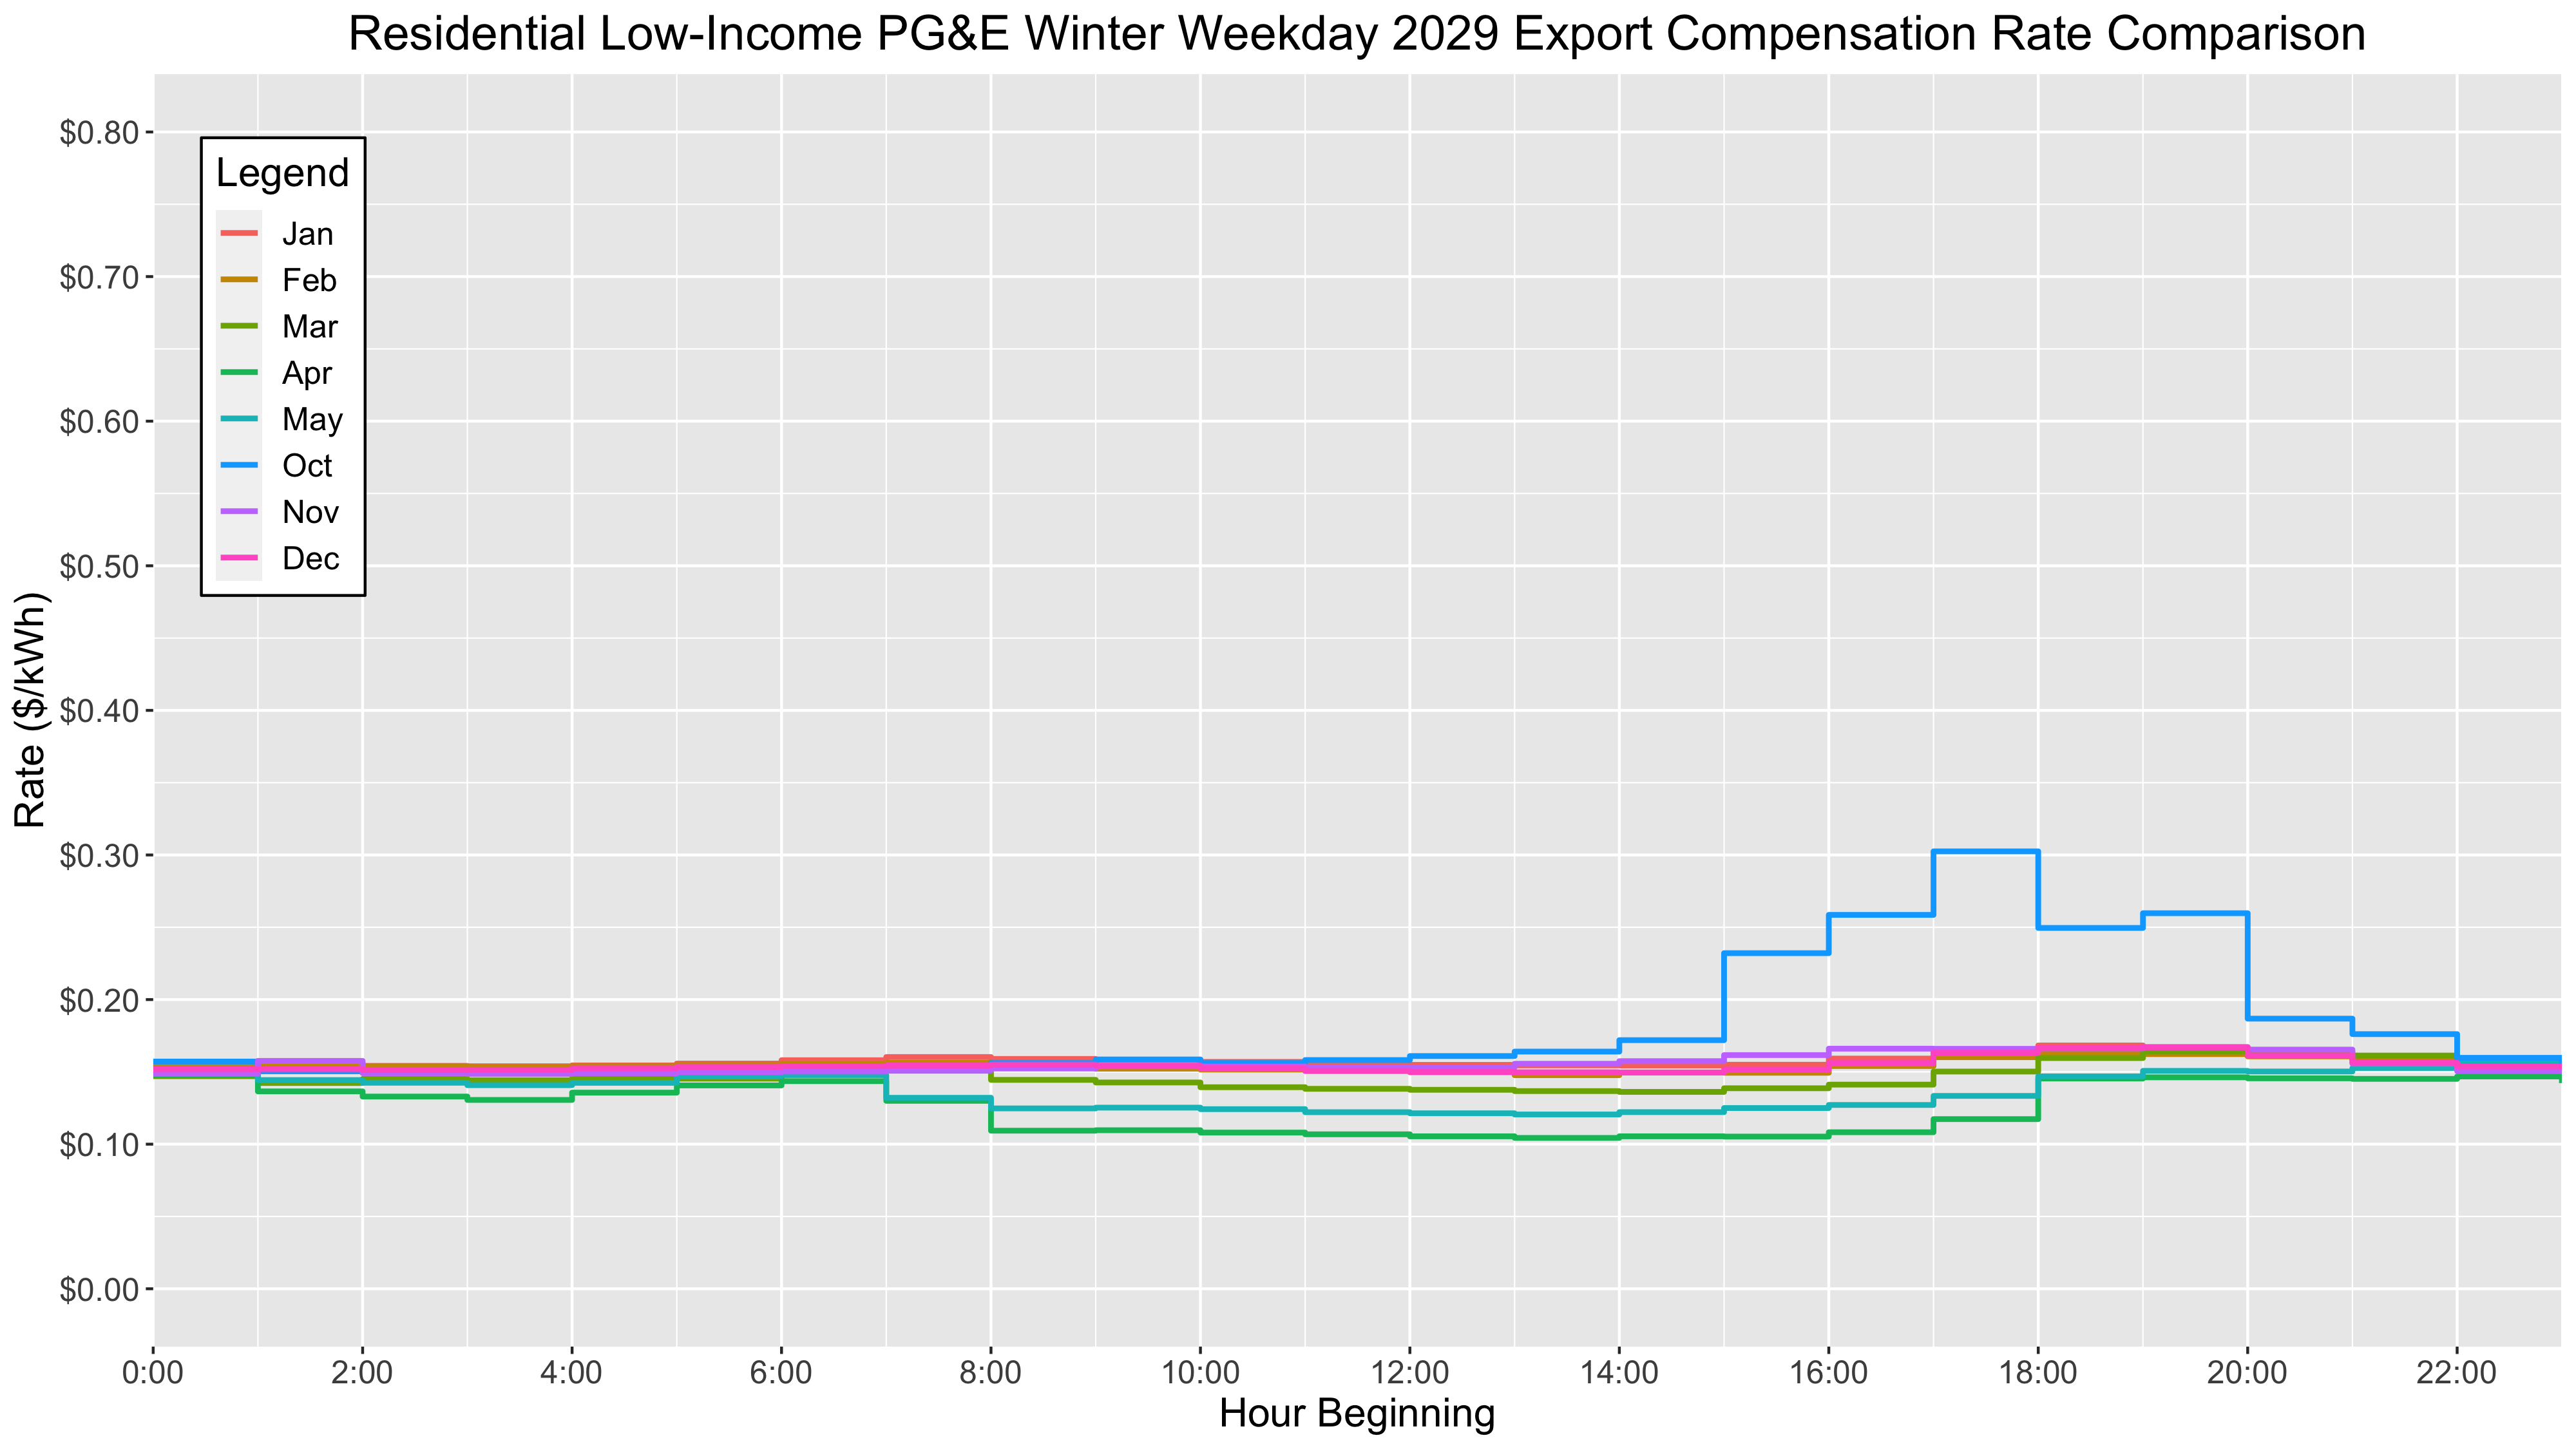 Residential Low-Income PG&E Winter Weekday 2029 Export Compensation Rate Comparison
Rate ($/kWh)
$0.80
$0.70
$0.60
$0.50
$0.40
$0.30
$0.20
$0.10
$0.00
Legend
Jan
Feb
Mar
Apr
May
Oct
Nov
Dec
0:00 2:00 4:00 6:00 8:00 10:00 12:00 14:00 16:00 18:00 20:00 22:00
Hour Beginning